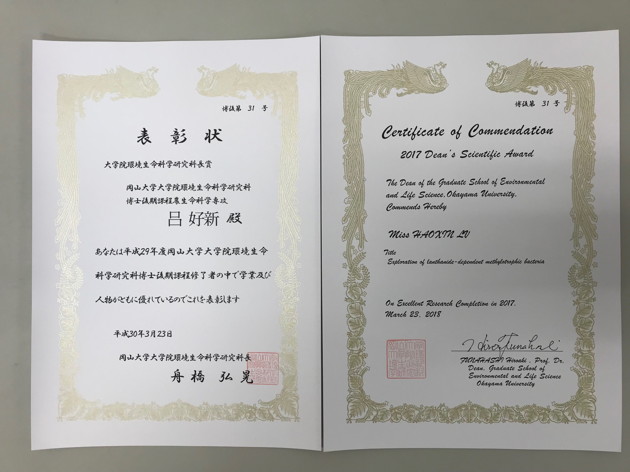 博後第 31 号
表彰状
大学院環境生命科学研究科長賞
岡山大学大学院環境生命科学研究科
博士後期課程農生命科学専攻
吕 好新 殿
あなたは平成29年度岡山大学大学院環境生命
科学研究科博士後期課程修了者の中で学業及び
人物がともに優れているのでこれを表彰します
平成30年3月23日
岡山大学大学院環境生命科学研究科長
舟橋 弘晃
博後第 31 号
Certificate of Commendation
2017 Dean's Scientific Award
The Dean of the Graduate School of Environmental
and Life Science,Okayama University,
Commends Hereby
Miss HAOXIN LV
Title
Exploration of lanthanide-dependent methylotrophic bacteria
On Excellent Research Completion in 2017.
March 23, 2018
FUNAHASHI Hiroaki , Prof. Dr.
Dean, Graduate School of
Environmental and Life Science
Okayama University